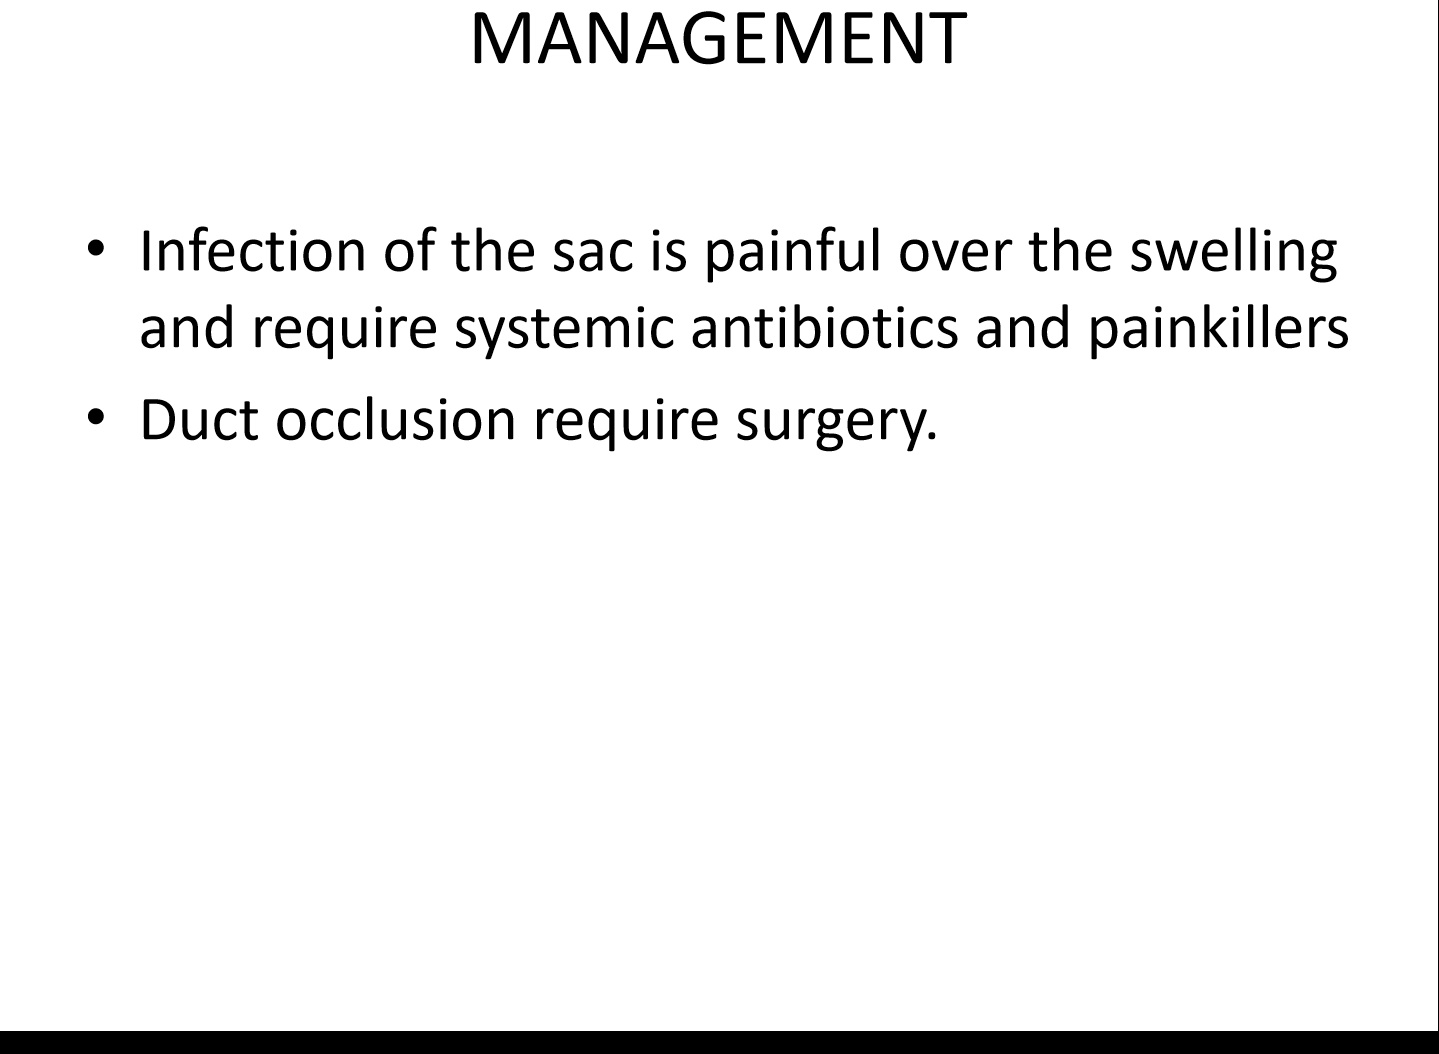 MANAGEMENT
• Infection of the sac is painful over the swelling
and require systemic antibiotics and painkillers
• Duct occlusion require surgery.